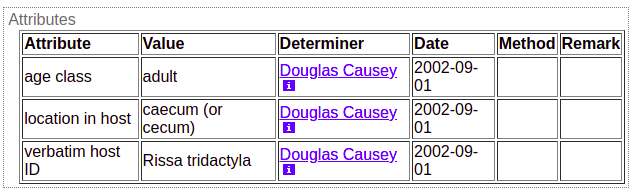 Attributes
Attribute Value Determiner Date Method Remark
age class adult Douglas Causey i 2002-09-01
location in host caecum (or cecum) Douglas Causey i 2002-09-01
verbatim host ID Rissa tridactyla Douglas Causey i 2002-09-01